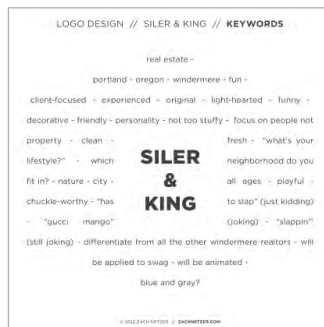 LOGO DESIGN // SILER & KING // KEYWORDS
real estate -
portland - oregon - windermere - fun -
client-focused - experienced - original - light-hearted - funny -
decorative - friendly - personality - not too stuffy - focus on people not
property - clean - fresh - "what's your
lifestyle?" - which SILER neighborhood do you
fit in? - nature - city - & all ages - playful -
chuckle-worthy - "has KING to slap" (just kidding)
- "gucci mango" (joking) - "slappin'"
(still joking) - differentiate from all the other windermere realtors - will
be applied to swag - will be animated -
blue and gray?
© 2022 ZACH METZER // ZACHMETZER.COM